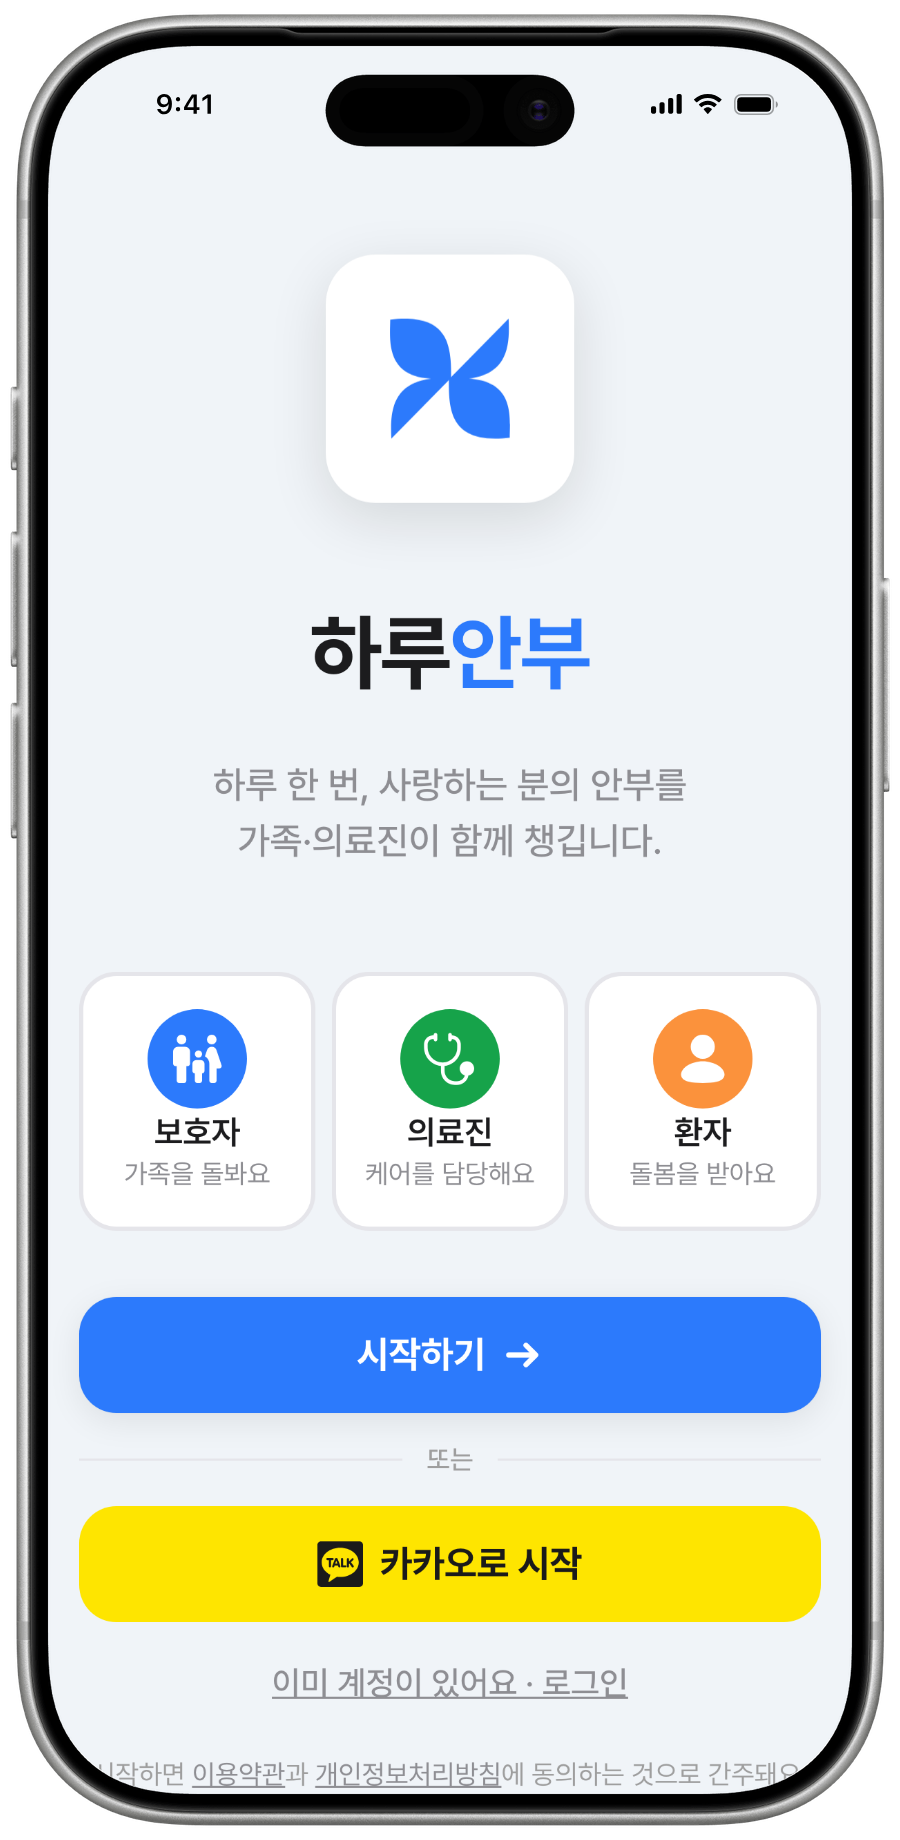 9:41
하루안부
하루 한 번, 사랑하는 분의 안부를
가족·의료진이 함께 챙깁니다.
보호자
가족을 돌봐요
의료진
케어를 담당해요
환자
돌봄을 받아요
시작하기 →
또는
TALK 카카오로 시작
이미 계정이 있어요 · 로그인
시작하면 이용약관과 개인정보처리방침에 동의하는 것으로 간주돼요